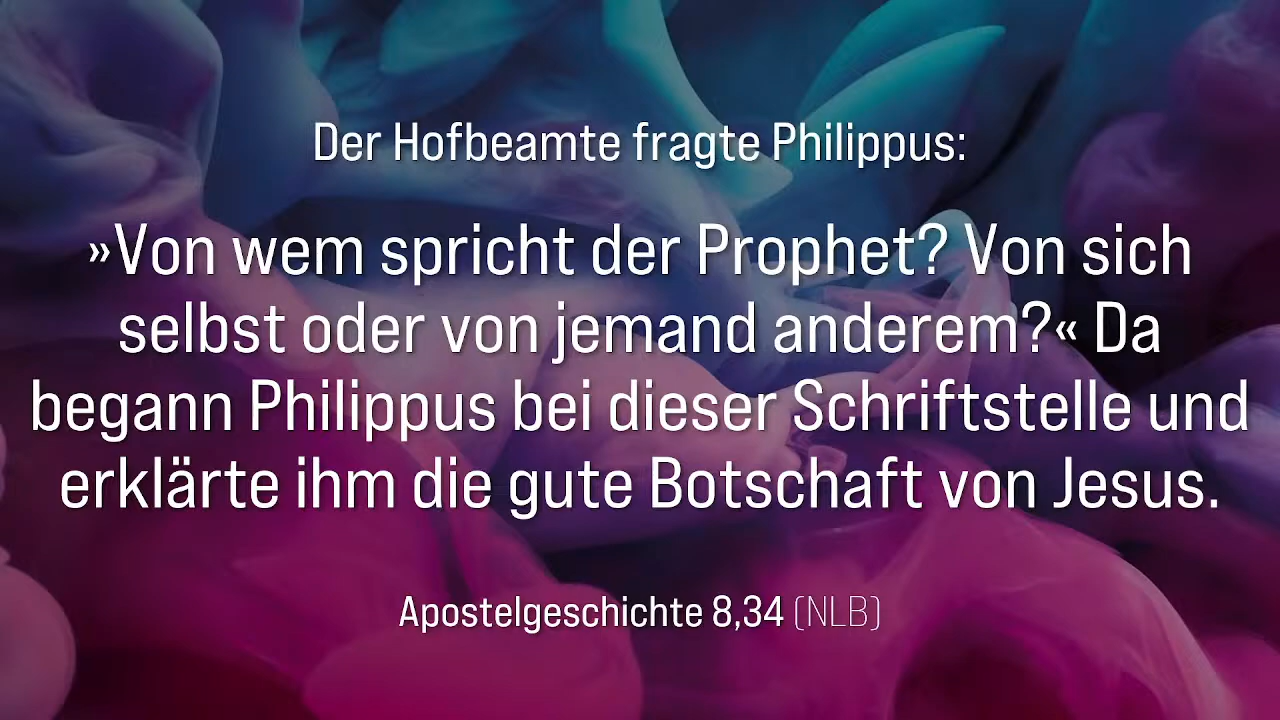 Der Hofbeamte fragte Philippus:
»Von wem spricht der Prophet? Von sich
selbst oder von jemand anderem?« Da
begann Philippus bei dieser Schriftstelle und
erklärte ihm die gute Botschaft von Jesus.
Apostelgeschichte 8,34 (NLB)